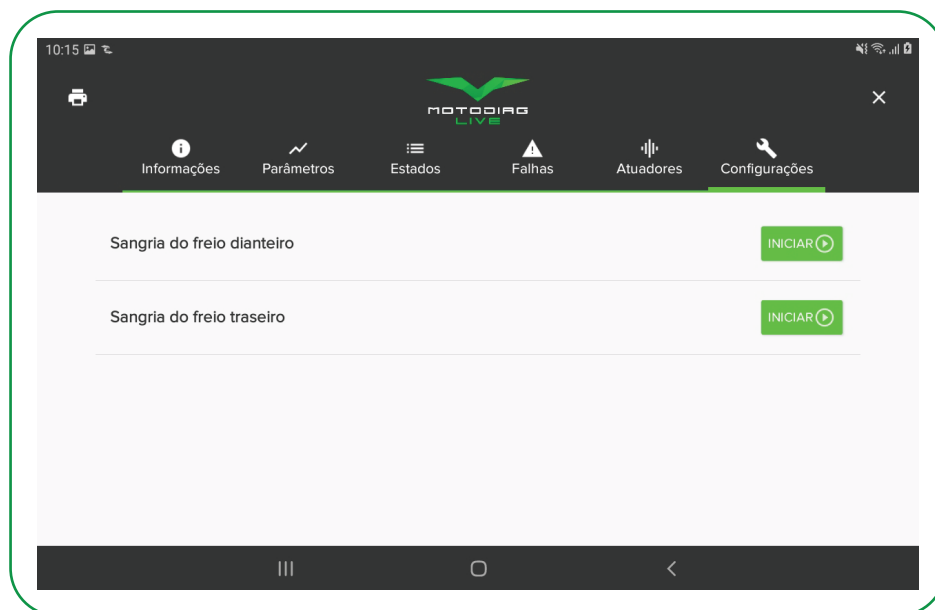 10:15
MOTODIAG
LIVE
Informações Parâmetros Estados Falhas Atuadores Configurações
Sangria do freio dianteiro INICIAR
Sangria do freio traseiro INICIAR